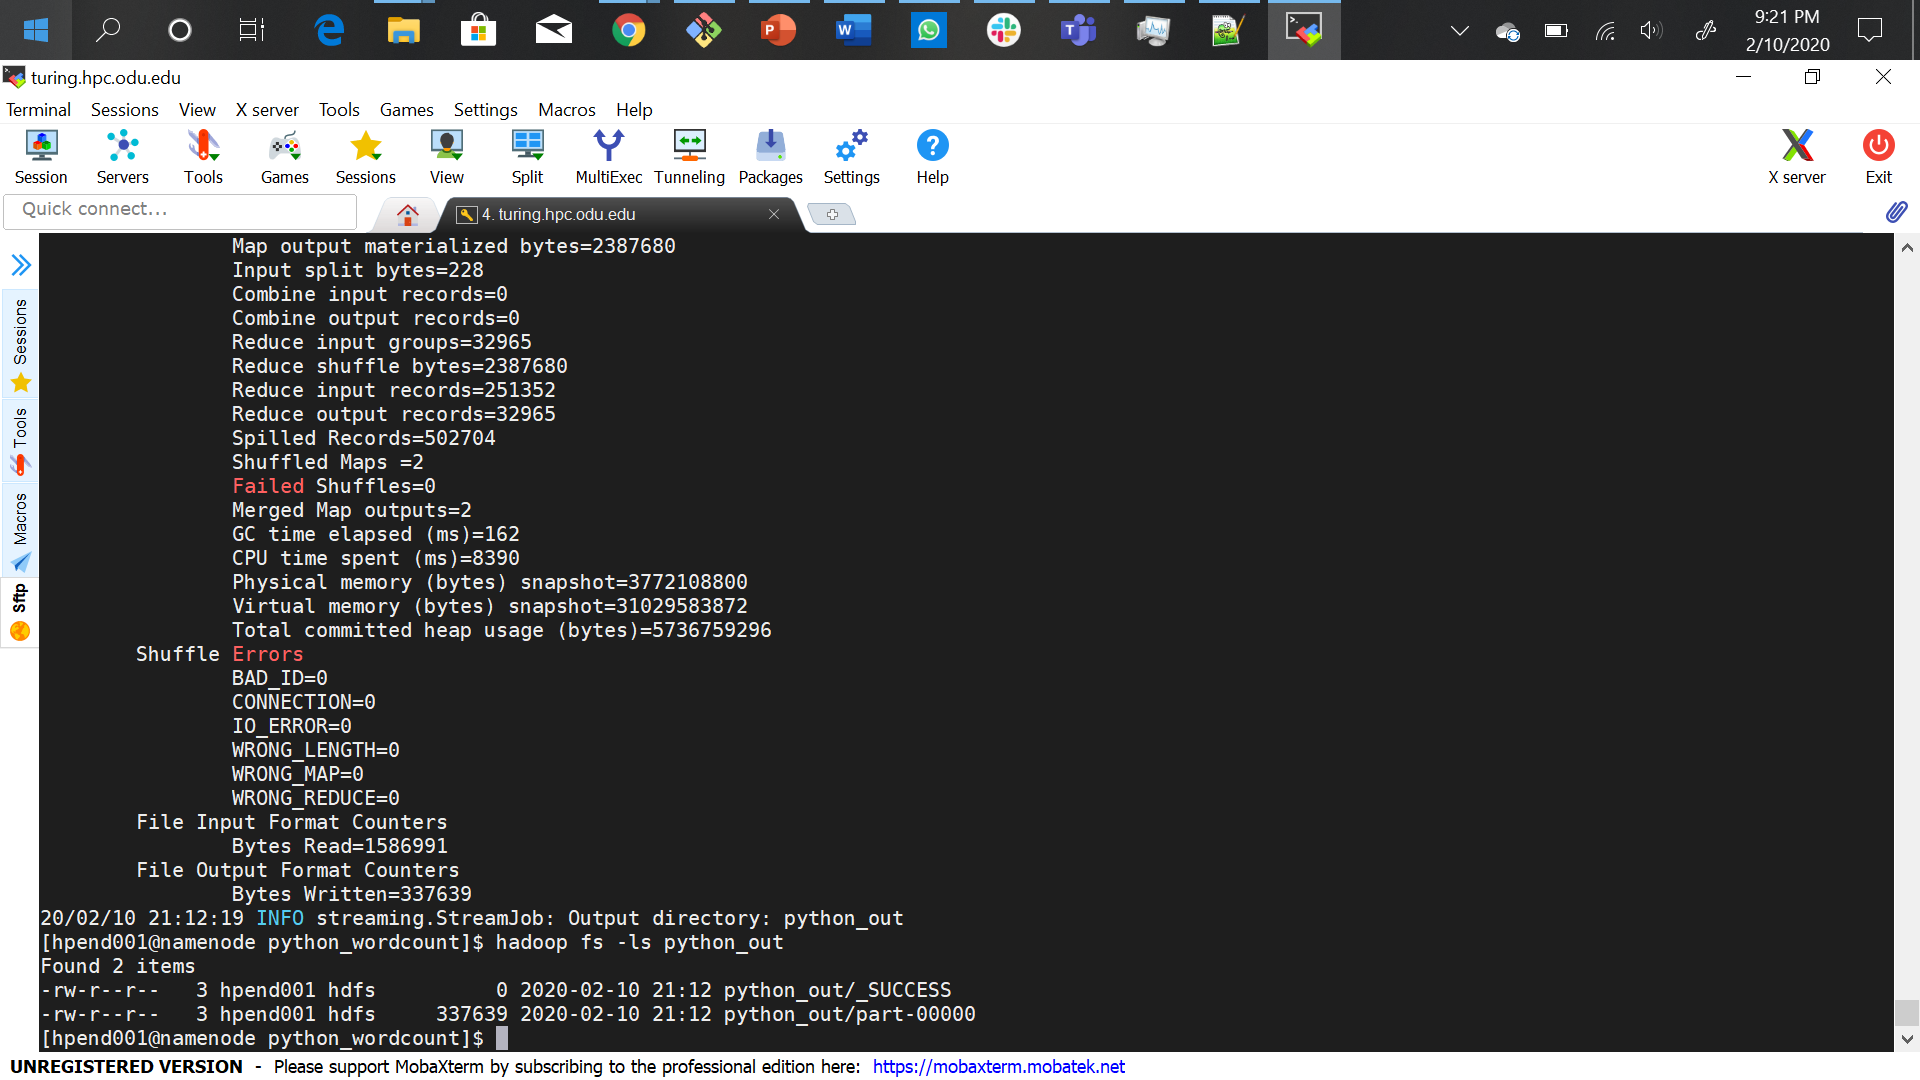 9:21 PM
2/10/2020
turing.hpc.odu.edu
Terminal Sessions View X server Tools Games Settings Macros Help
Session Servers Tools Games Sessions View Split MultiExec Tunneling Packages Settings Help X server Exit
Quick connect...
4. turing.hpc.odu.edu
Sessions
Tools
Macros
Sftp
Map output materialized bytes=2387680
Input split bytes=228
Combine input records=0
Combine output records=0
Reduce input groups=32965
Reduce shuffle bytes=2387680
Reduce input records=251352
Reduce output records=32965
Spilled Records=502704
Shuffled Maps =2
Failed Shuffles=0
Merged Map outputs=2
GC time elapsed (ms)=162
CPU time spent (ms)=8390
Physical memory (bytes) snapshot=3772108800
Virtual memory (bytes) snapshot=31029583872
Total committed heap usage (bytes)=5736759296
Shuffle Errors
BAD_ID=0
CONNECTION=0
IO_ERROR=0
WRONG_LENGTH=0
WRONG_MAP=0
WRONG_REDUCE=0
File Input Format Counters
Bytes Read=1586991
File Output Format Counters
Bytes Written=337639
20/02/10 21:12:19 INFO streaming.StreamJob: Output directory: python_out
[hpend001@namenode python_wordcount]$ hadoop fs -ls python_out
Found 2 items
-rw-r--r--   3 hpend001 hdfs          0 2020-02-10 21:12 python_out/_SUCCESS
-rw-r--r--   3 hpend001 hdfs     337639 2020-02-10 21:12 python_out/part-00000
[hpend001@namenode python_wordcount]$
UNREGISTERED VERSION - Please support MobaXterm by subscribing to the professional edition here: https://mobaxterm.mobatek.net